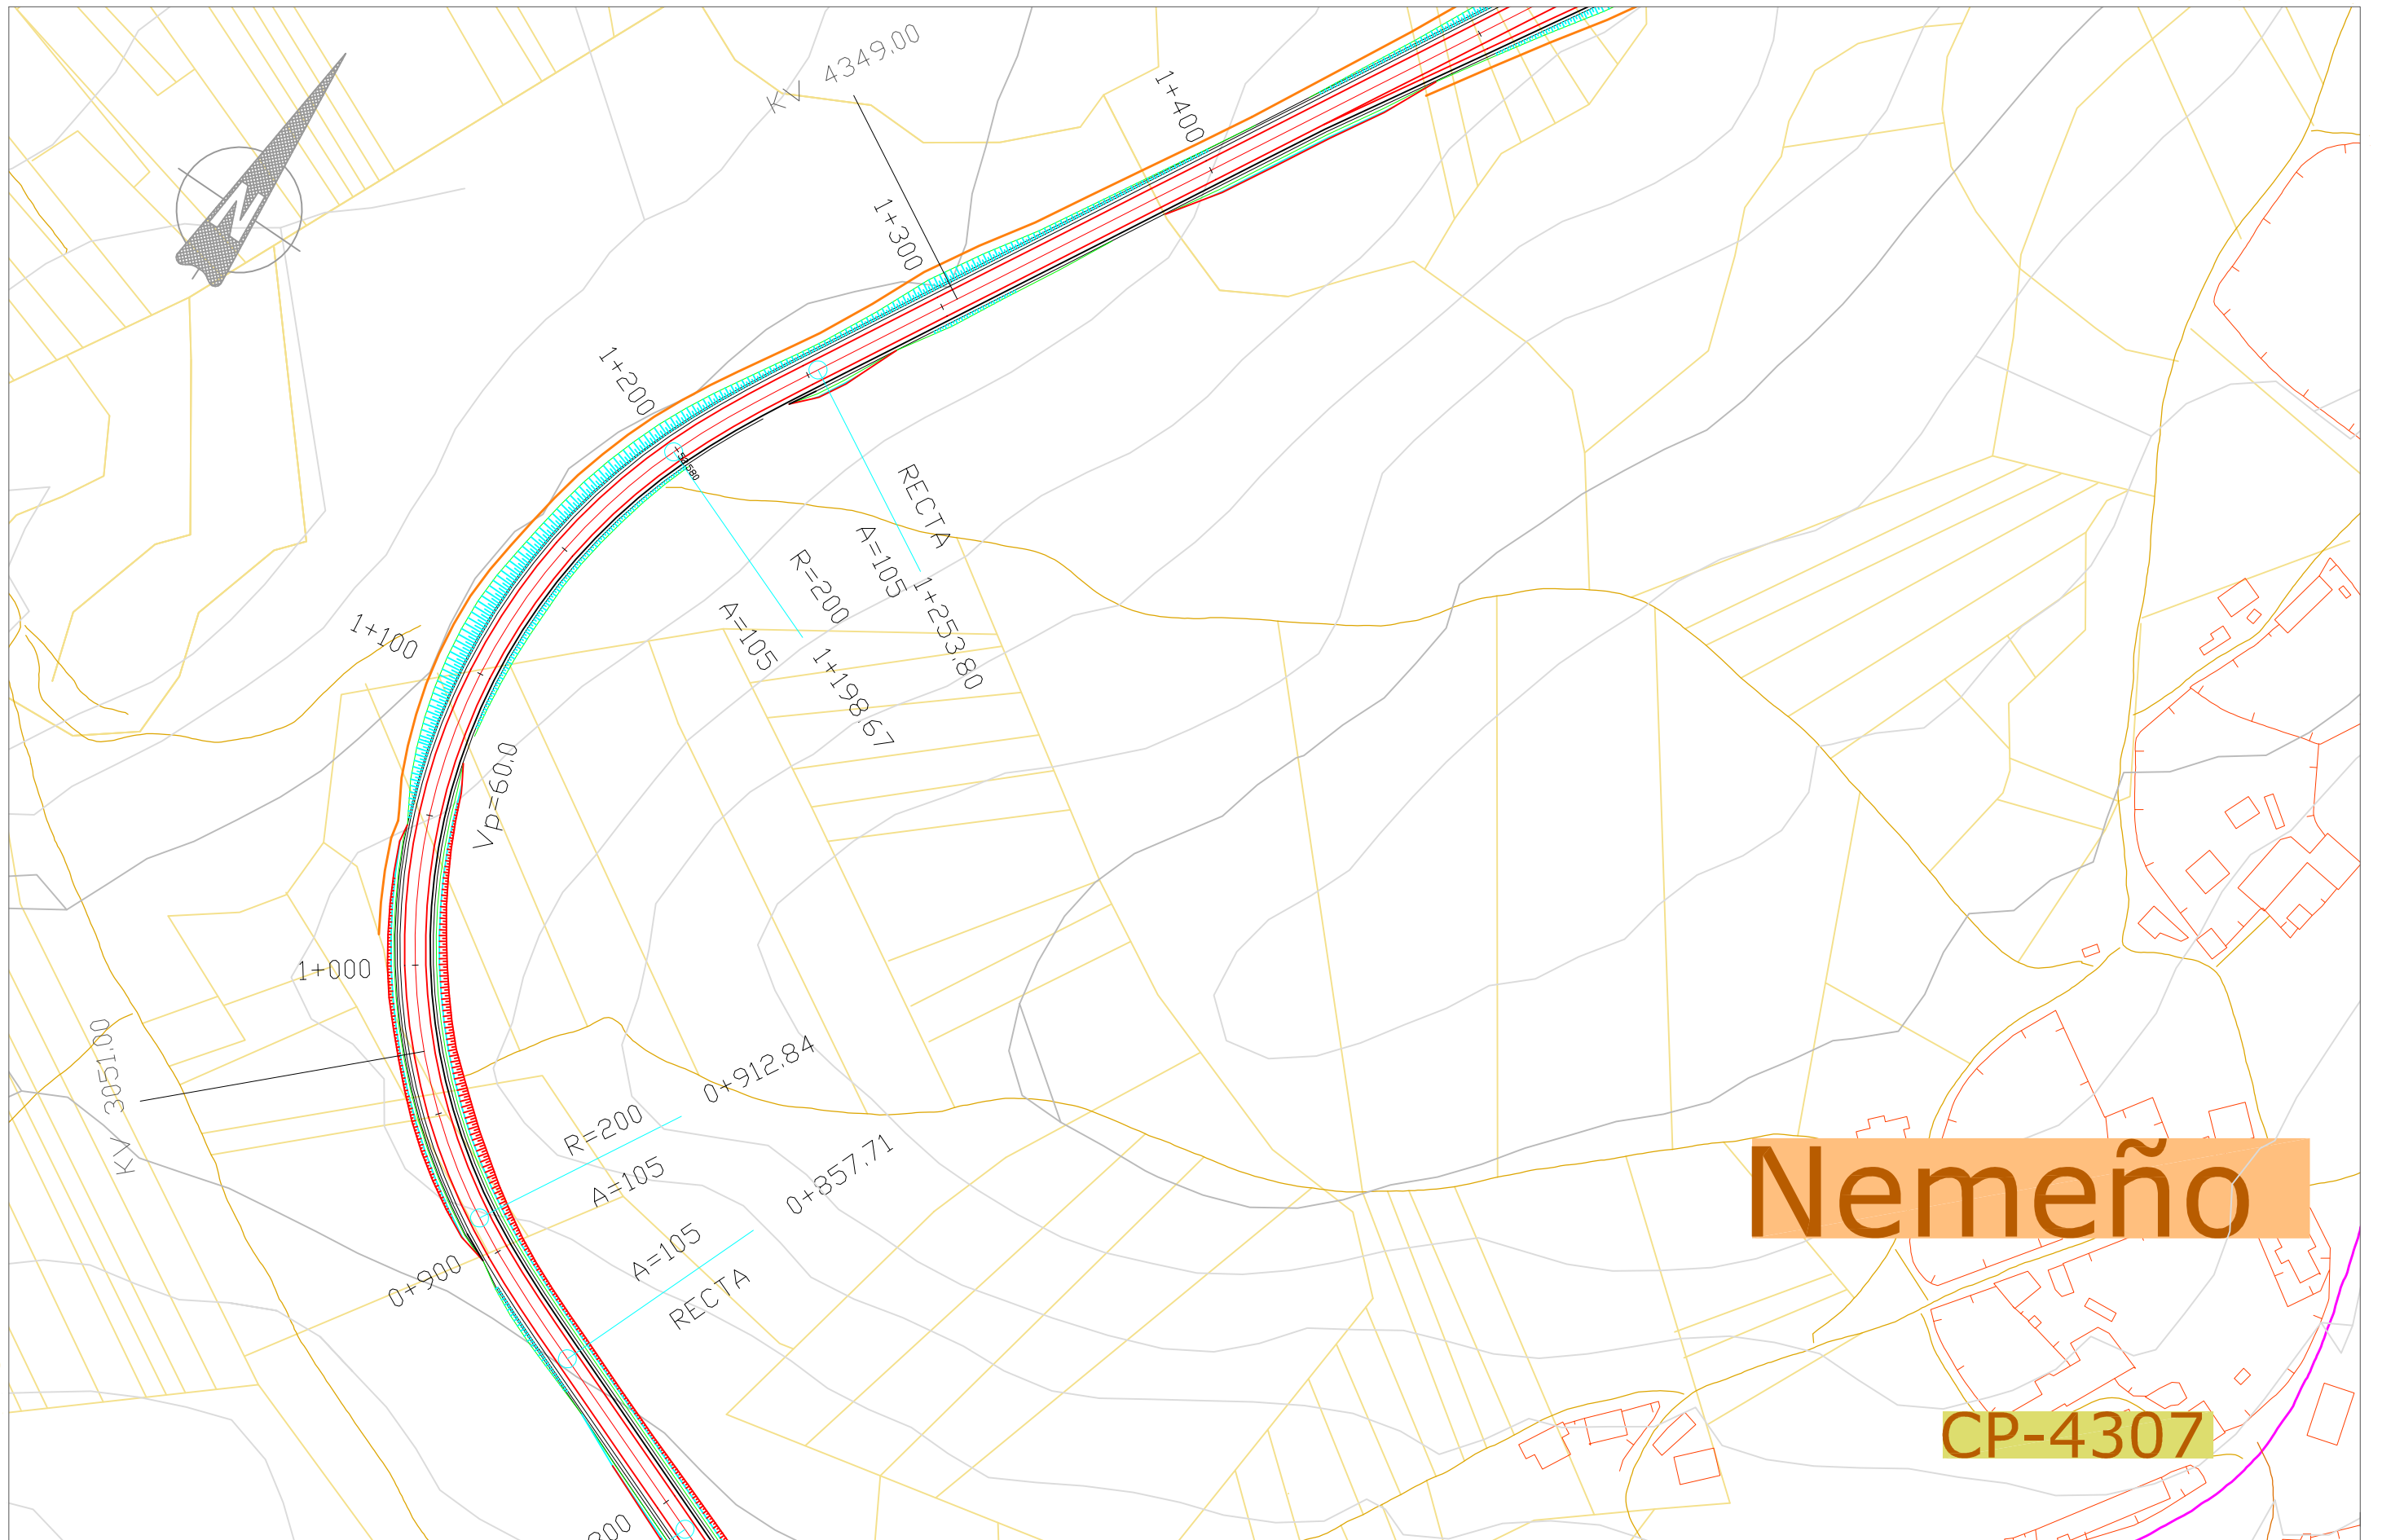 KV 4349,00
1+400
N
1+300
1+200
RECTA
A=105
1+253,80
R=200
A=105
1+198,67
1+100
Vp=60,0
1+000
KV 3051,00
0+912,84
R=200
A=105
0+857,71
A=105
RECTA
0+900
Nemeño
CP-4307